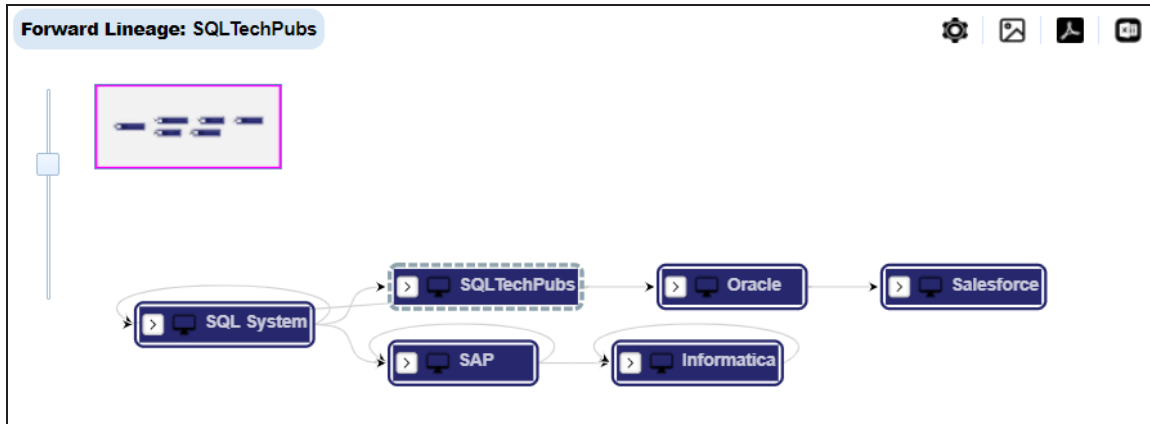 Forward Lineage: SQLTechPubs
SQLTechPubs
Oracle
Salesforce
SQL System
SAP
Informatica